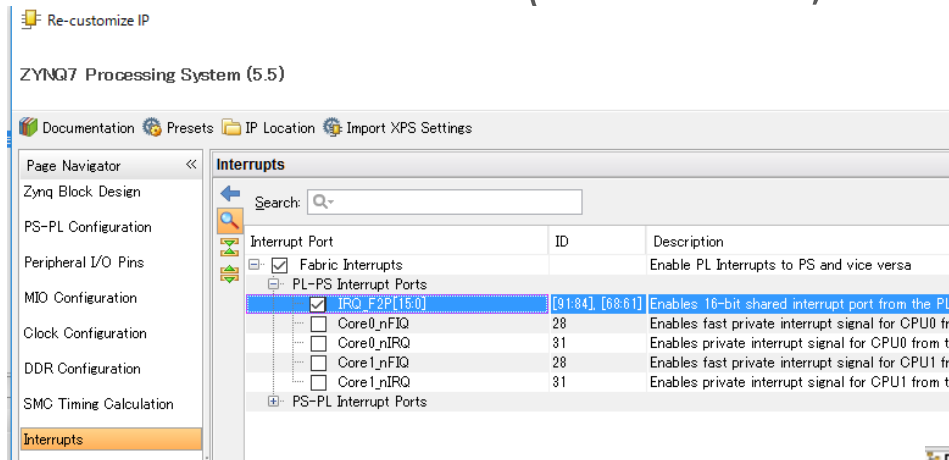 Re-customize IP
ZYNQ7 Processing System (5.5)
Documentation Presets IP Location Import XPS Settings
Page Navigator «
Zynq Block Design
PS-PL Configuration
Peripheral I/O Pins
MIO Configuration
Clock Configuration
DDR Configuration
SMC Timing Calculation
Interrupts
Interrupts
Search:
Interrupt Port ID Description
Fabric Interrupts Enable PL Interrupts to PS and vice versa
PL-PS Interrupt Ports
IRQ_F2P[15:0] [91:84], [68:61] Enables 16-bit shared interrupt port from the PL
Core0_nFIQ 28 Enables fast private interrupt signal for CPU0 fr
Core0_nIRQ 31 Enables private interrupt signal for CPU0 from t
Core1_nFIQ 28 Enables fast private interrupt signal for CPU1 fr
Core1_nIRQ 31 Enables private interrupt signal for CPU1 from t
PS-PL Interrupt Ports